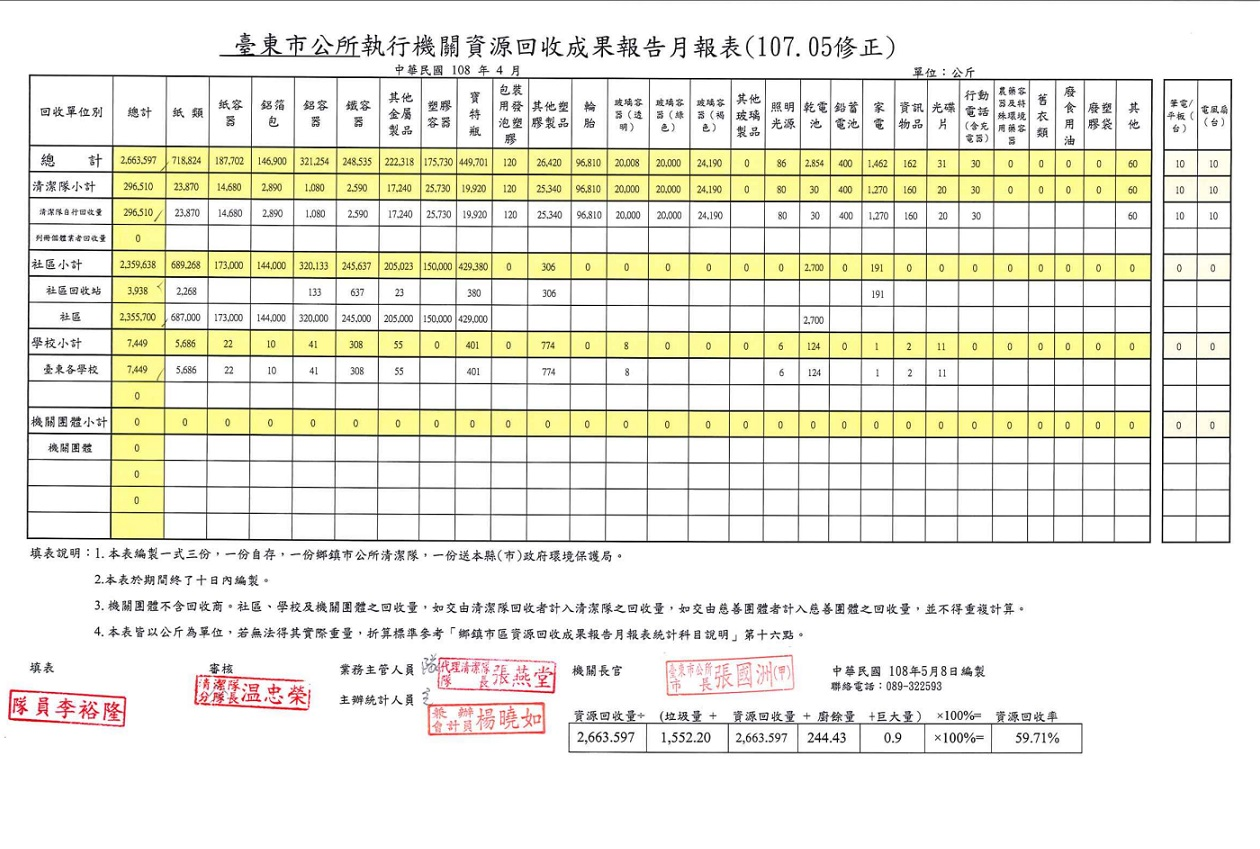 臺東市公所執行機關資源回收成果報告月報表(107.05修正)
中華民國 108 年 4 月 單位：公斤
回收單位別 總計 紙類 紙容器 鋁箔包 鋁容器 鐵容器 其他金屬製品 塑膠容器 寶特瓶 包裝用發泡塑膠 其他塑膠製品 輪胎 玻璃容器(透明) 玻璃容器(綠色) 玻璃容器(褐色) 其他玻璃製品 照明光源 乾電池 鉛蓄電池 家電 資訊物品 光碟片 行動電話(含充電器) 農藥容器及特殊環境用藥容器 舊衣類 廢食用油 廢塑膠袋 其他 筆電/平板(台) 電風扇(台)
總計 2,663,597 718,824 187,702 146,900 321,254 248,535 222,318 175,730 449,701 120 26,420 96,810 20,008 20,000 24,190 0 86 2,854 400 1,462 162 31 30 0 0 0 0 60 10 10
清潔隊小計 296,510 23,870 14,680 2,890 1,080 2,590 17,240 25,730 19,920 120 25,340 96,810 20,000 20,000 24,190 0 80 30 400 1,270 160 20 30 0 0 0 0 60 10 10
清潔隊自行回收量 296,510 23,870 14,680 2,890 1,080 2,590 17,240 25,730 19,920 120 25,340 96,810 20,000 20,000 24,190 80 30 400 1,270 160 20 30 60 10 10
列冊個體業者回收量 0
社區小計 2,359,638 689,268 173,000 144,000 320,133 245,637 205,023 150,000 429,380 0 306 0 0 0 0 0 0 2,700 0 191 0 0 0 0 0 0 0 0 0 0
社區回收站 3,938 2,268 133 637 23 380 306 191
社區 2,355,700 687,000 173,000 144,000 320,000 245,000 205,000 150,000 429,000 2,700
學校小計 7,449 5,686 22 10 41 308 55 0 401 0 774 0 8 0 0 0 6 124 0 1 2 11 0 0 0 0 0 0 0 0
臺東各學校 7,449 5,686 22 10 41 308 55 401 774 8 6 124 1 2 11
0
機關團體小計 0 0 0 0 0 0 0 0 0 0 0 0 0 0 0 0 0 0 0 0 0 0 0 0 0 0 0 0 0 0
機關團體 0
0
0
填表說明：1. 本表編製一式三份，一份自存，一份鄉鎮市公所清潔隊，一份送本縣(市)政府環境保護局。
2.本表於期間終了十日內編製。
3. 機關團體不含回收商。社區、學校及機關團體之回收量，如交由清潔隊回收者計入清潔隊之回收量，如交由慈善團體者計入慈善團體之回收量，並不得重複計算。
4. 本表皆以公斤為單位，若無法得其實際重量，折算標準參考「鄉鎮市區資源回收成果報告月報表統計科目說明」第十六點。
填表 審核 業務主管人員 機關長官 中華民國 108年5月8日編製
隊員李裕隆
清潔隊分隊長溫忠榮
代理清潔隊隊長張燕堂
臺東市公所市長張國洲(甲)
聯絡電話：089-322593
主辦統計人員
兼辦會計員楊曉如
資源回收量÷ (垃圾量 + 資源回收量 + 廚餘量 +巨大量) ×100%= 資源回收率
2,663.597 1,552.20 2,663.597 244.43 0.9 ×100%= 59.71%